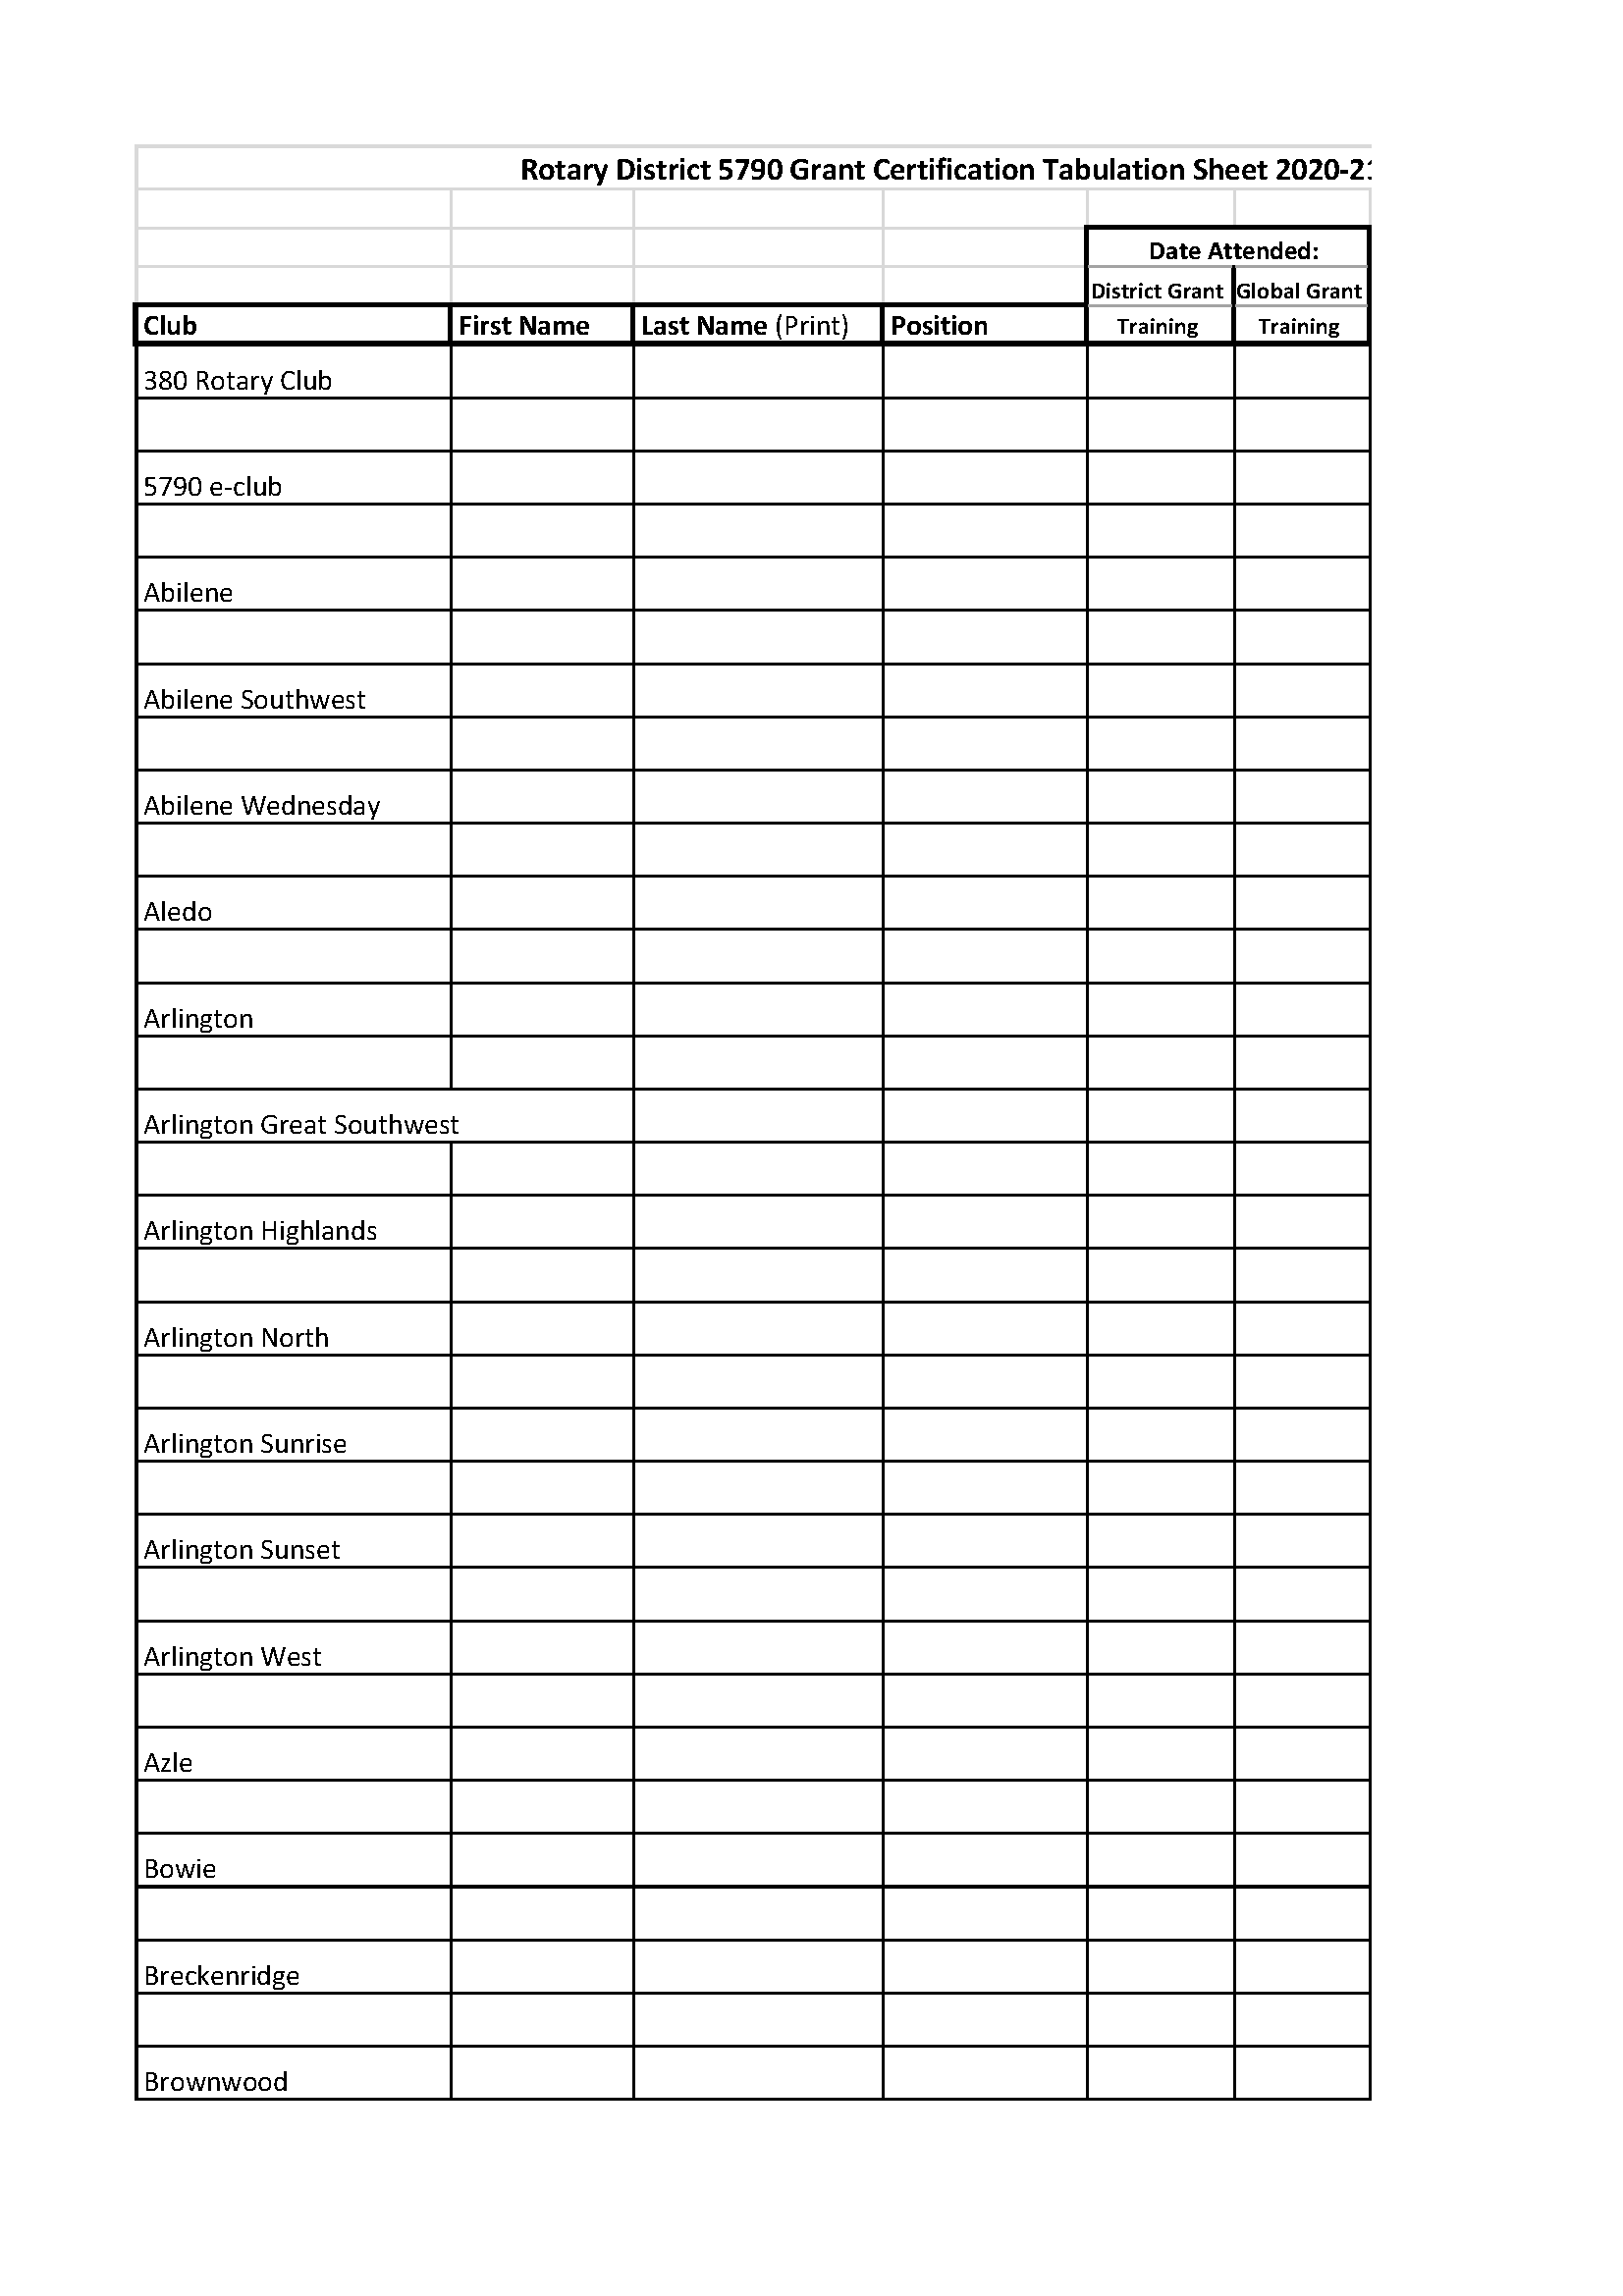 Rotary District 5790 Grant Certification Tabulation Sheet 2020-21
Date Attended:
District Grant Global Grant
Club First Name Last Name (Print) Position Training Training
380 Rotary Club
5790 e-club
Abilene
Abilene Southwest
Abilene Wednesday
Aledo
Arlington
Arlington Great Southwest
Arlington Highlands
Arlington North
Arlington Sunrise
Arlington Sunset
Arlington West
Azle
Bowie
Breckenridge
Brownwood